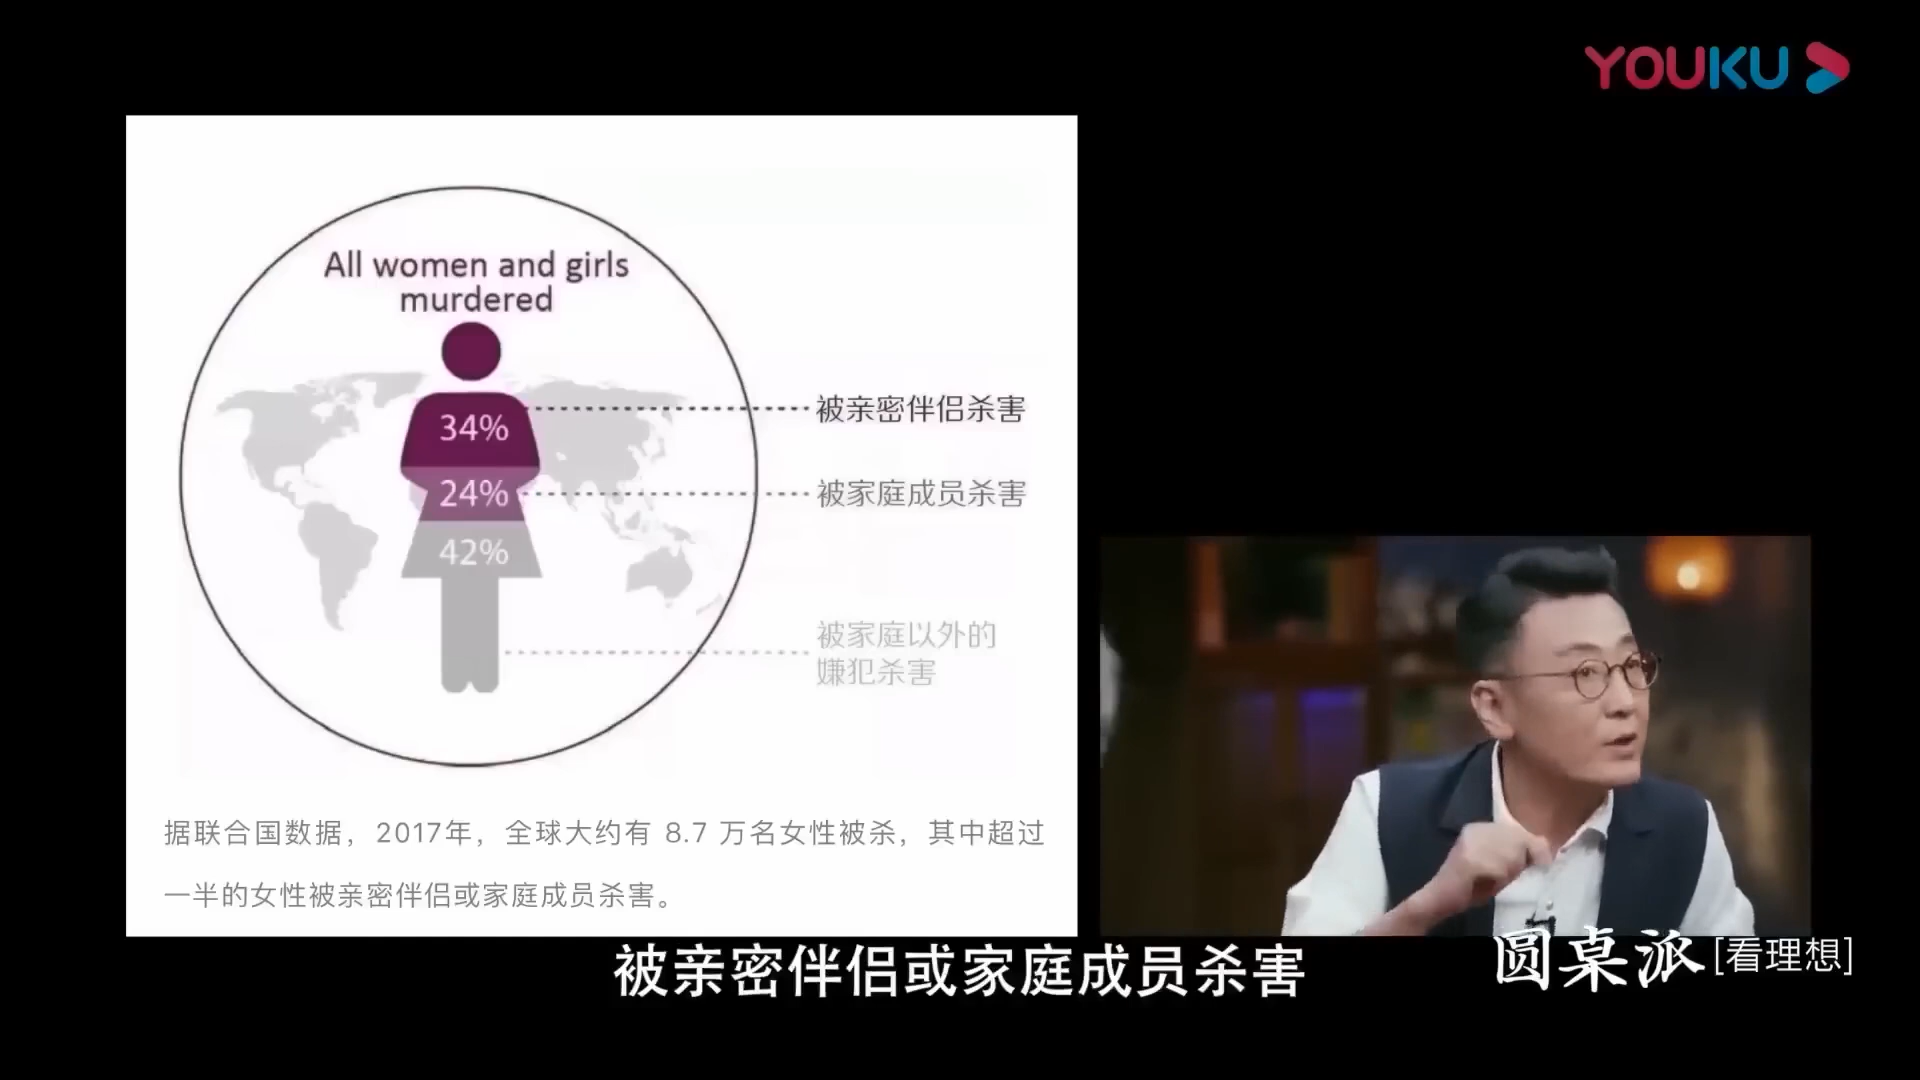 YOUKU
All women and girls
murdered
34%
被亲密伴侣杀害
24%
被家庭成员杀害
42%
被家庭以外的
嫌犯杀害
据联合国数据，2017年，全球大约有 8.7 万名女性被杀，其中超过
一半的女性被亲密伴侣或家庭成员杀害。
被亲密伴侣或家庭成员杀害
圆桌派[看理想]